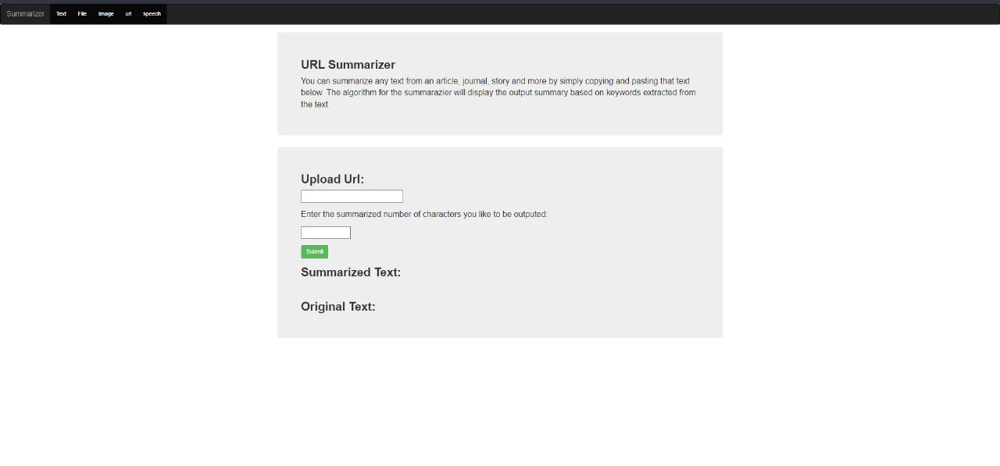 Summarizer Text File Image url speech
URL Summarizer
You can summarize any text from an article, journal, story and more by simply copying and pasting that text
below. The algorithm for the summarazier will display the output summary based on keywords extracted from
the text.
Upload Url:
Enter the summarized number of characters you like to be outputed:
Submit
Summarized Text:
Original Text: